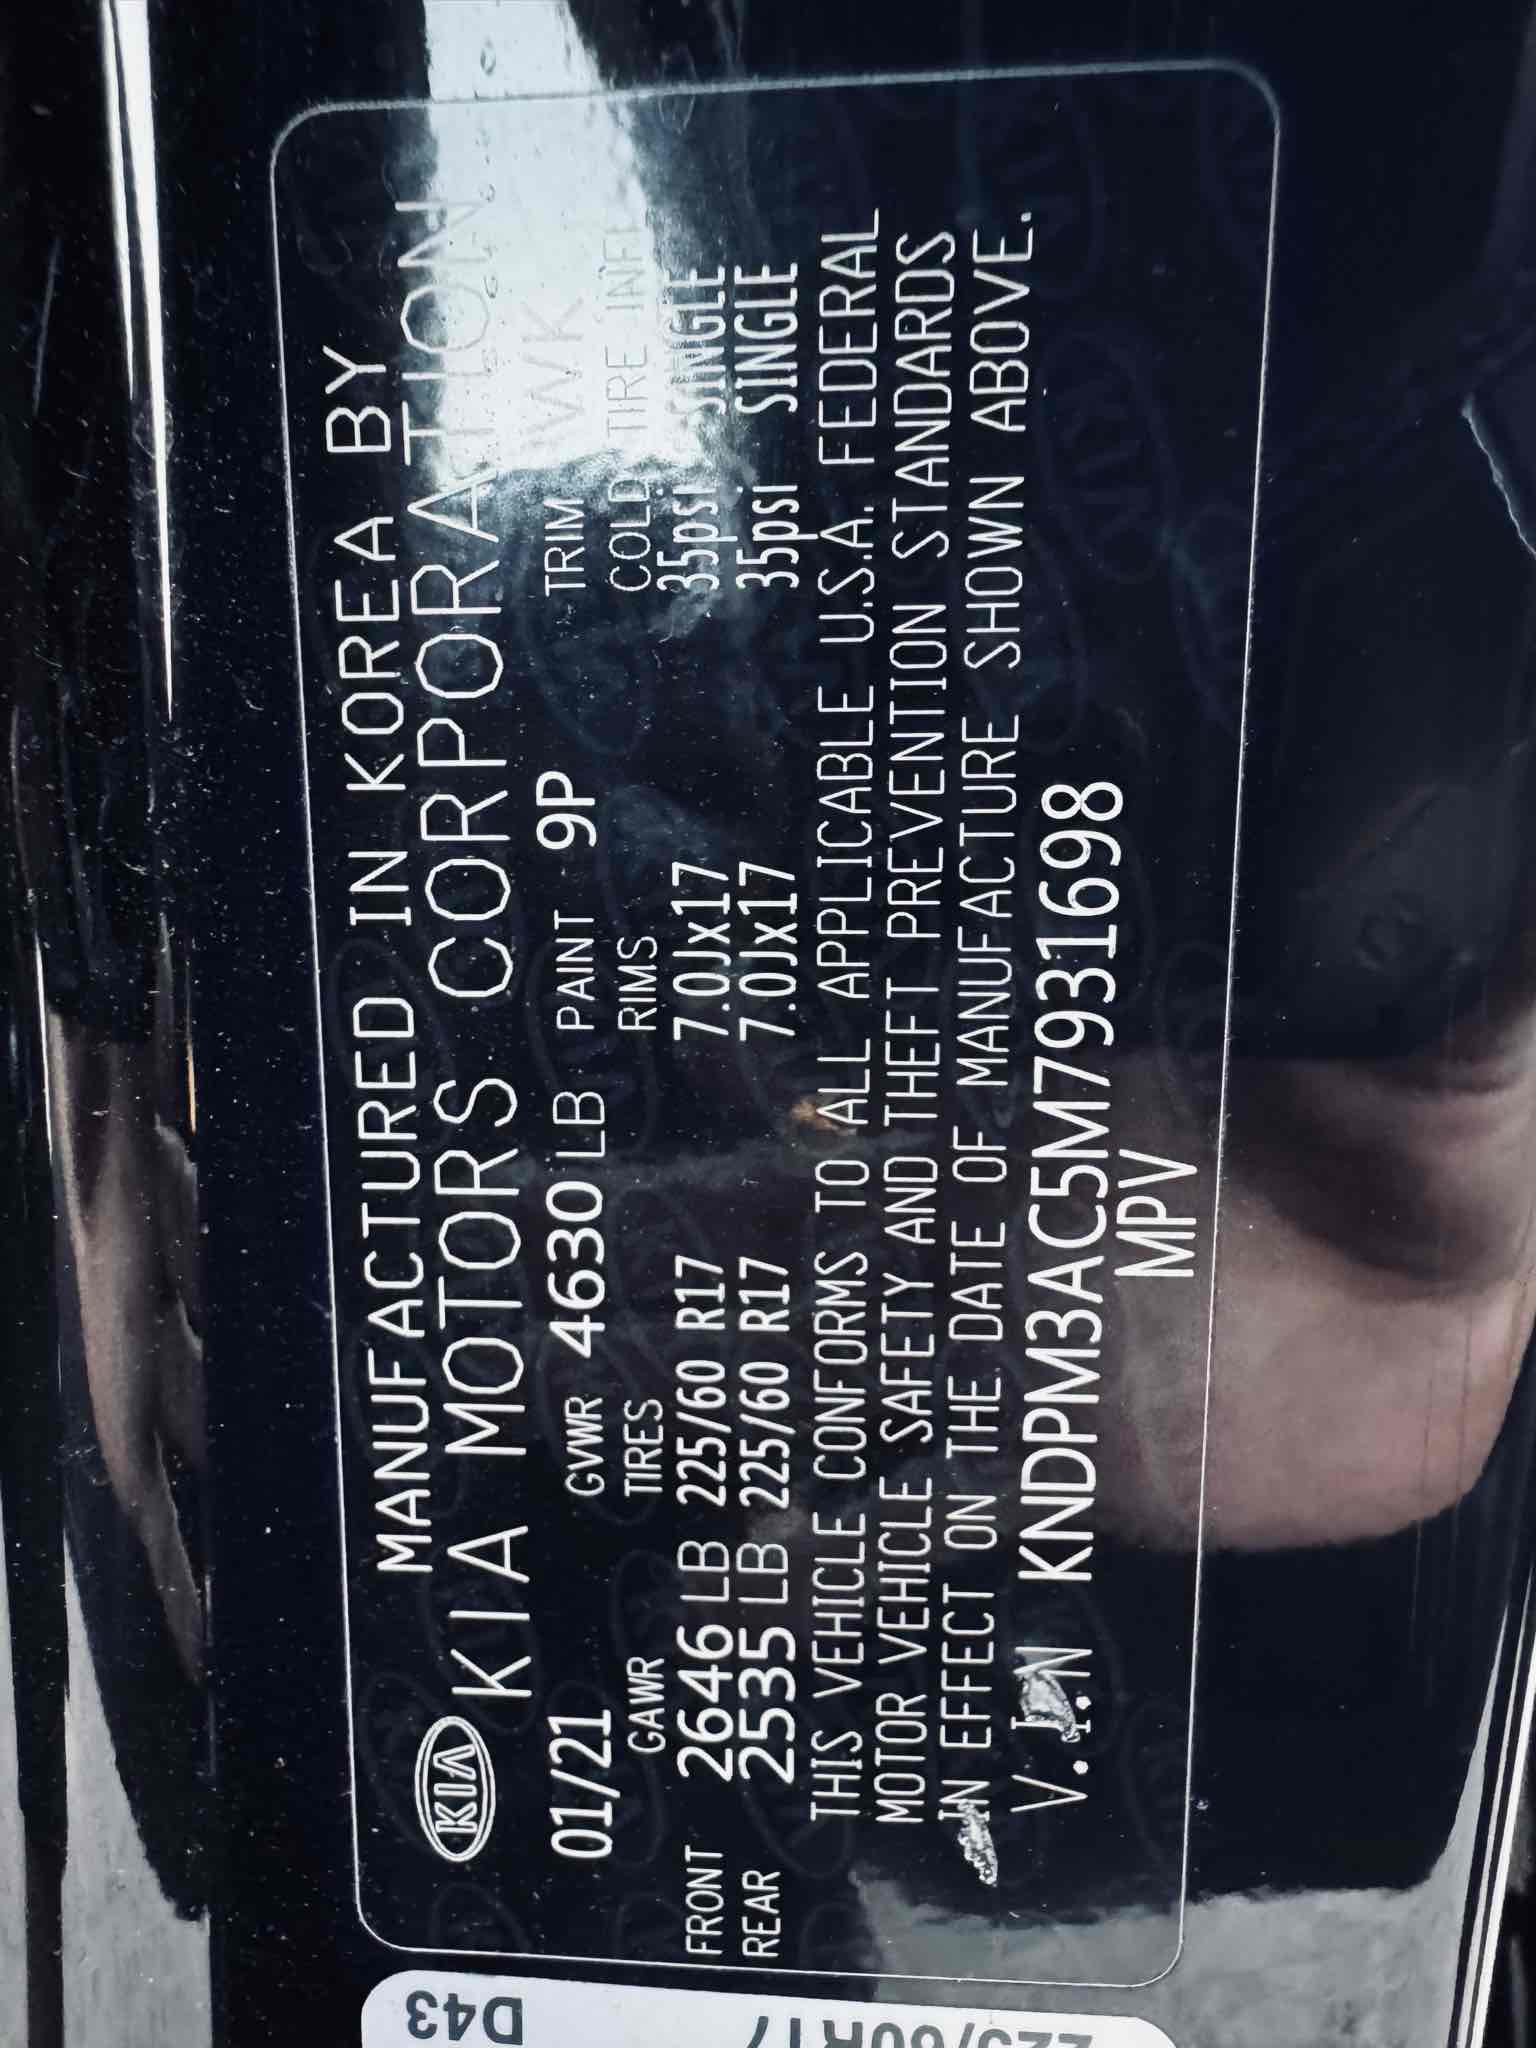 KIA
MANUFACTURED IN KOREA BY
KIA MOTORS CORPORATION
01/21 GVWR 4630 LB PAINT 9P TRIM WK
GAWR TIRES RIMS COLD TIRE INFL
FRONT 2646 LB 225/60 R17 7.0Jx17 35psi SINGLE
REAR 2535 LB 225/60 R17 7.0Jx17 35psi SINGLE
THIS VEHICLE CONFORMS TO ALL APPLICABLE U.S.A. FEDERAL
MOTOR VEHICLE SAFETY AND THEFT PREVENTION STANDARDS
IN EFFECT ON THE DATE OF MANUFACTURE SHOWN ABOVE.
V.I.N KNDPM3AC5M7931698
MPV
D43
225/60R17